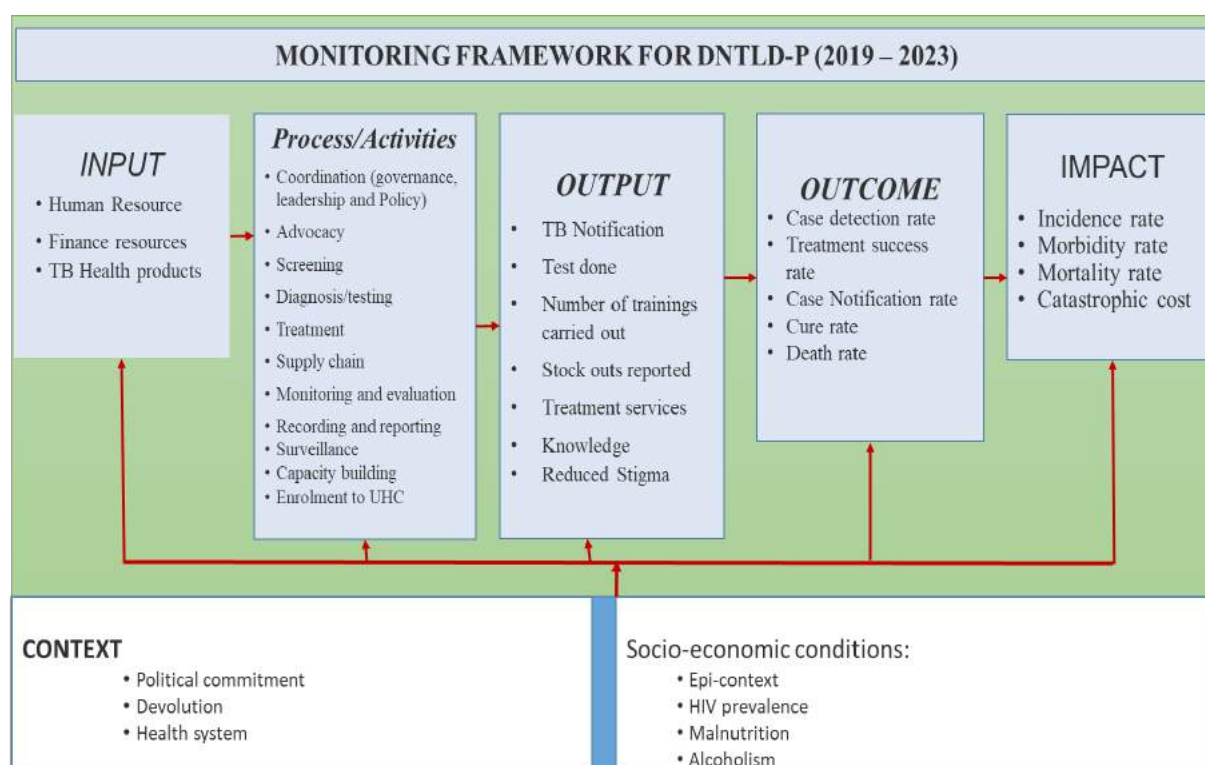 MONITORING FRAMEWORK FOR DNTLD-P (2019 – 2023)
INPUT
• Human Resource
• Finance resources
• TB Health products
Process/Activities
• Coordination (governance,
leadership and Policy)
• Advocacy
• Screening
• Diagnosis/testing
• Treatment
• Supply chain
• Monitoring and evaluation
• Recording and reporting
• Surveillance
• Capacity building
• Enrolment to UHC
OUTPUT
• TB Notification
• Test done
• Number of trainings
carried out
• Stock outs reported
• Treatment services
• Knowledge
• Reduced Stigma
OUTCOME
• Case detection rate
• Treatment success
rate
• Case Notification rate
• Cure rate
• Death rate
IMPACT
• Incidence rate
• Morbidity rate
• Mortality rate
• Catastrophic cost
CONTEXT
• Political commitment
• Devolution
• Health system
Socio-economic conditions:
• Epi-context
• HIV prevalence
• Malnutrition
• Alcoholism